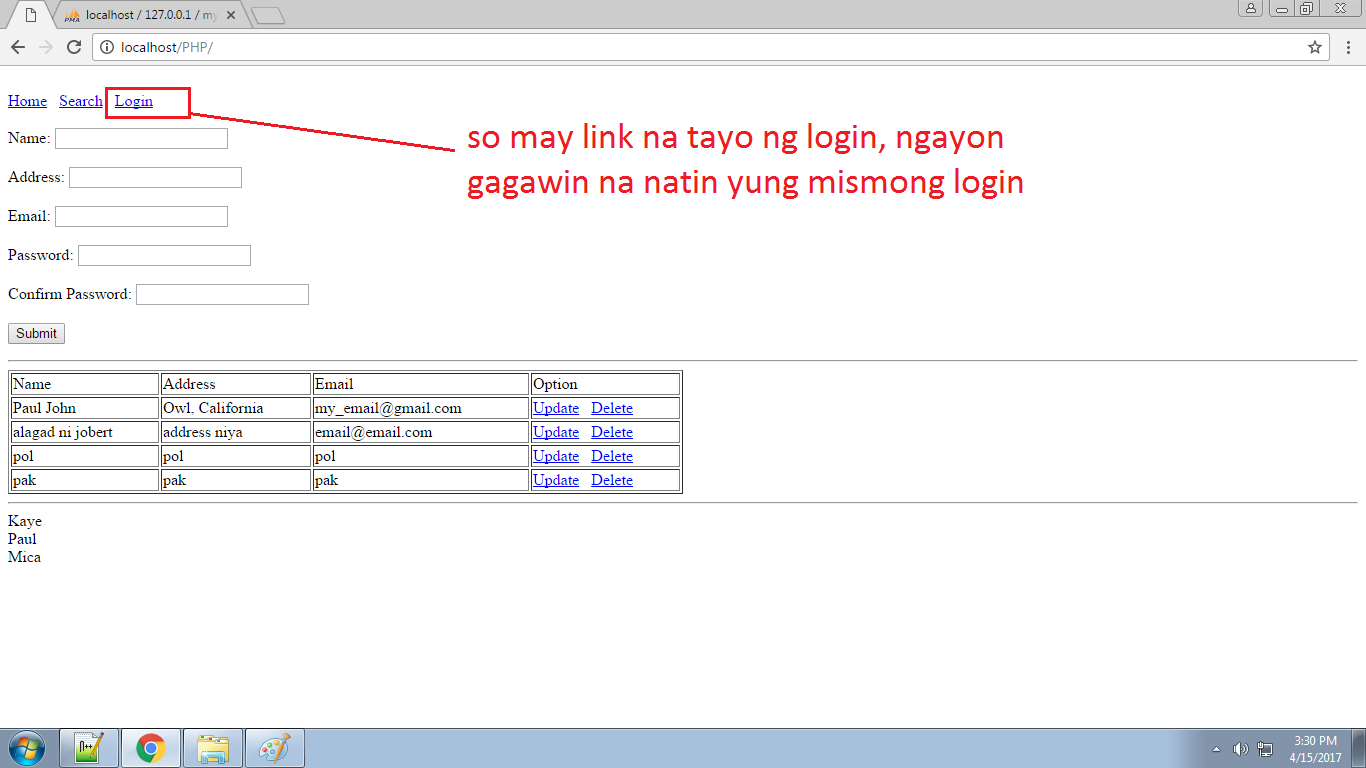 localhost / 127.0.0.1 / my
localhost/PHP/
Home Search Login
so may link na tayo ng login, ngayon
gagawin na natin yung mismong login
Name:
Address:
Email:
Password:
Confirm Password:
Submit
Name Address Email Option
Paul John Owl, California my_email@gmail.com Update Delete
alagad ni jobert address niya email@email.com Update Delete
pol pol pol Update Delete
pak pak pak Update Delete
Kaye
Paul
Mica
3:30 PM
4/15/2017